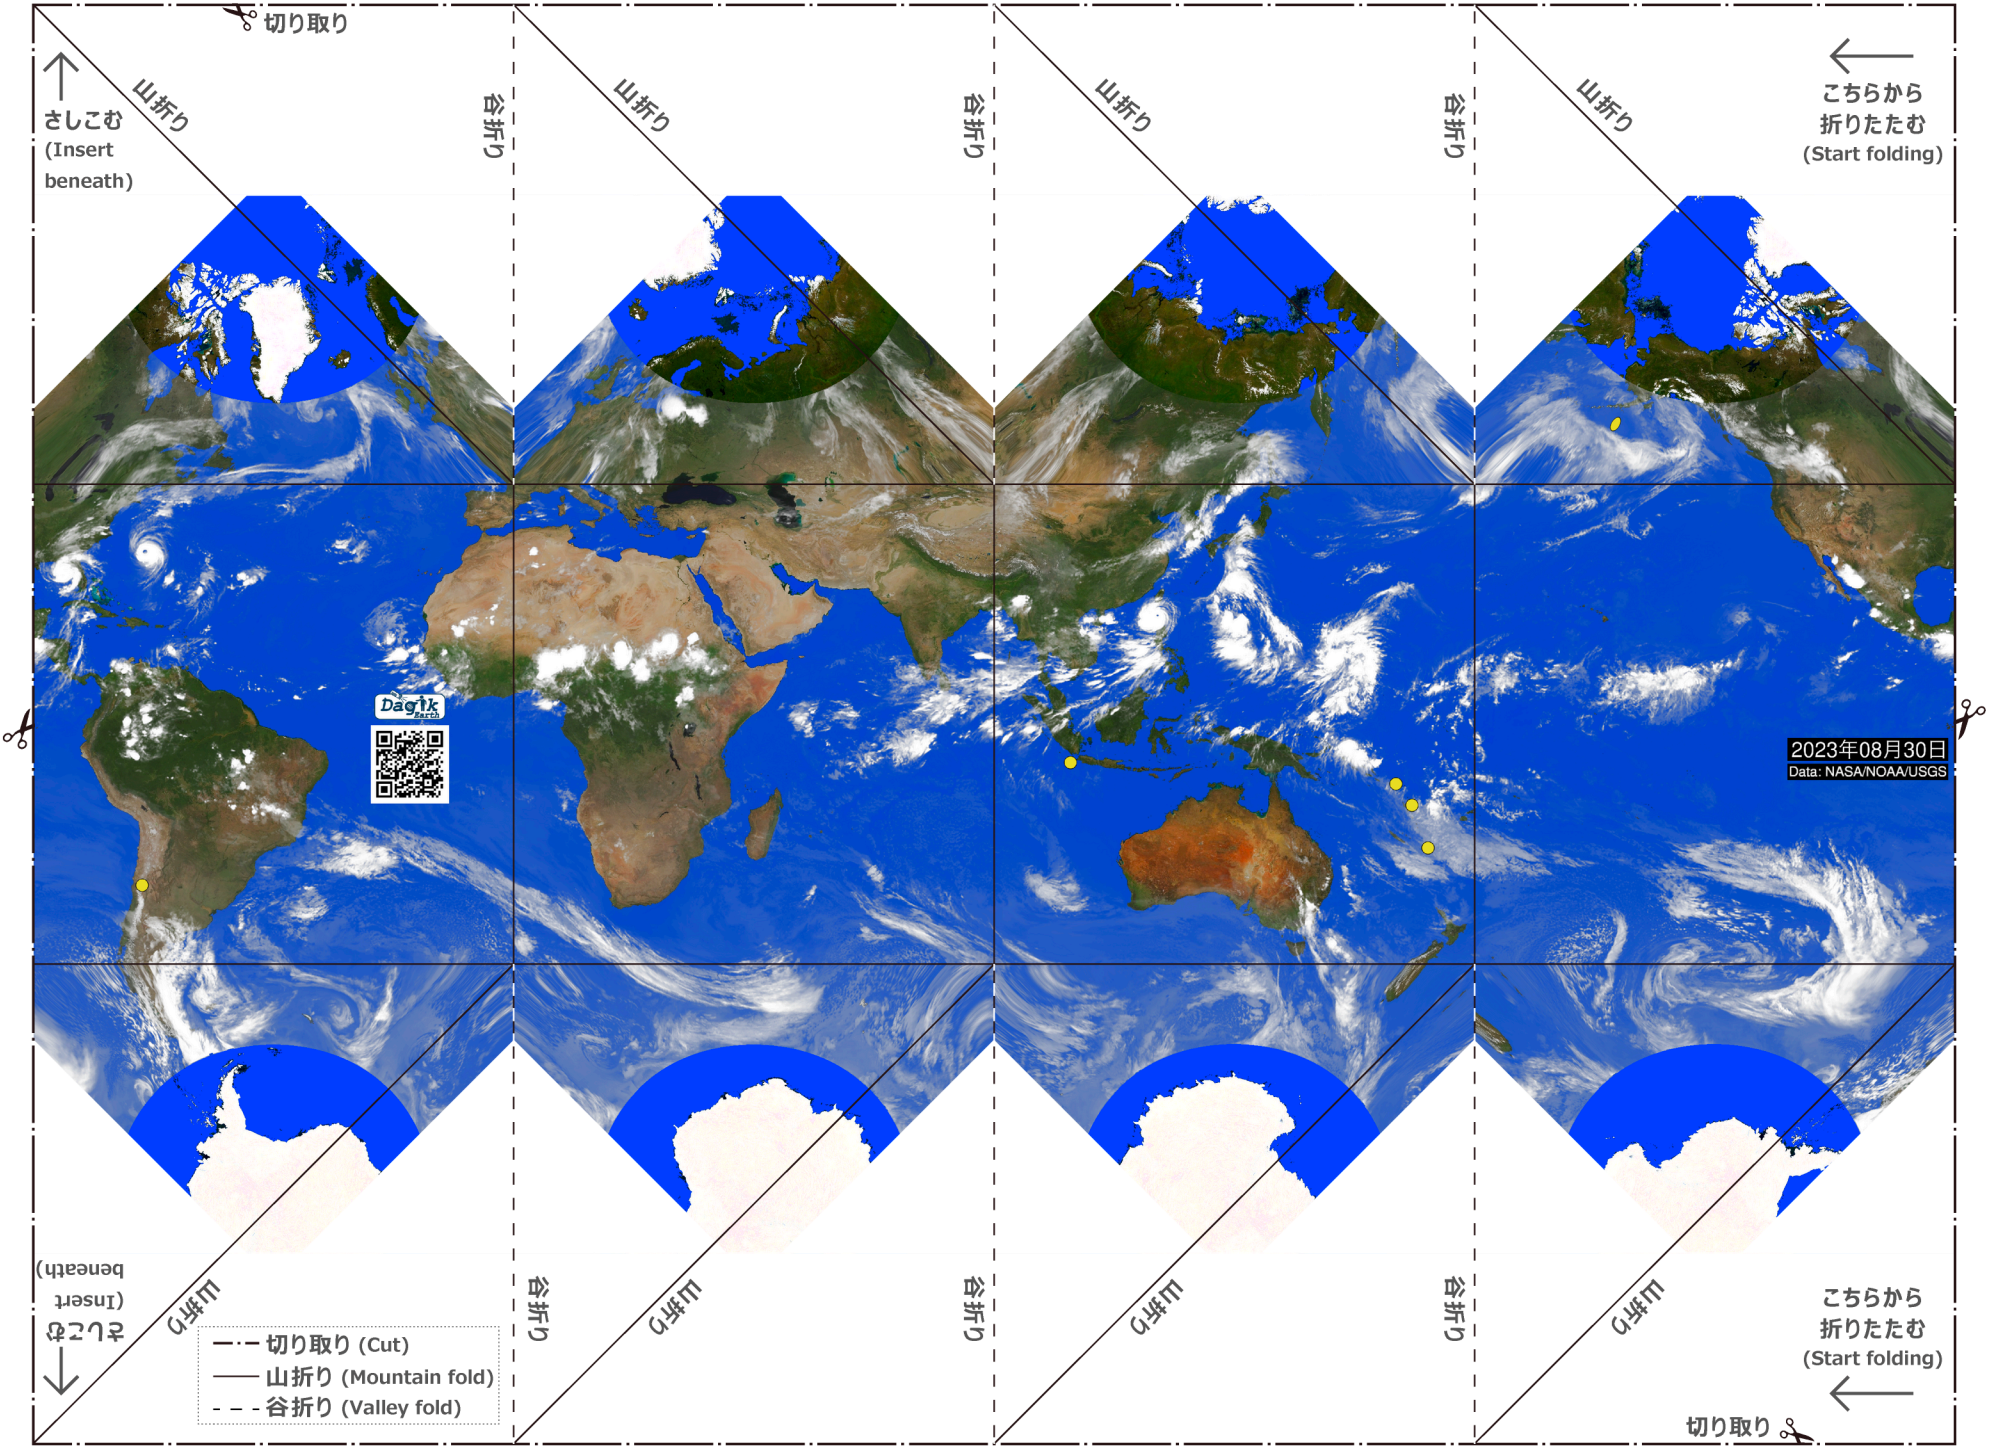 切り取り
さしこむ
(Insert
beneath)
山折り
谷折り
山折り
谷折り
山折り
谷折り
山折り
こちらから
折りたたむ
(Start folding)
Dagik
Earth
2023年08月30日
Data: NASA/NOAA/USGS
さしこむ
(Insert
beneath)
山折り
谷折り
山折り
谷折り
山折り
谷折り
山折り
こちらから
折りたたむ
(Start folding)
切り取り (Cut)
山折り (Mountain fold)
谷折り (Valley fold)
切り取り